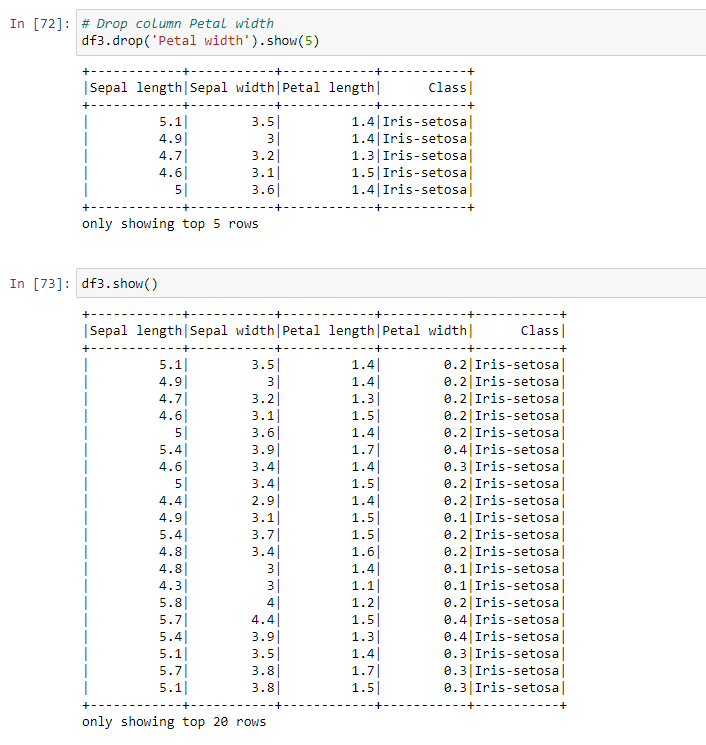 In [72]: # Drop column Petal width
df3.drop('Petal width').show(5)
+------------+-----------+------------+-----------+
|Sepal length|Sepal width|Petal length|      Class|
+------------+-----------+------------+-----------+
|         5.1|        3.5|         1.4|Iris-setosa|
|         4.9|          3|         1.4|Iris-setosa|
|         4.7|        3.2|         1.3|Iris-setosa|
|         4.6|        3.1|         1.5|Iris-setosa|
|           5|        3.6|         1.4|Iris-setosa|
+------------+-----------+------------+-----------+
only showing top 5 rows
In [73]: df3.show()
+------------+-----------+------------+-----------+-----------+
|Sepal length|Sepal width|Petal length|Petal width|      Class|
+------------+-----------+------------+-----------+-----------+
|         5.1|        3.5|         1.4|        0.2|Iris-setosa|
|         4.9|          3|         1.4|        0.2|Iris-setosa|
|         4.7|        3.2|         1.3|        0.2|Iris-setosa|
|         4.6|        3.1|         1.5|        0.2|Iris-setosa|
|           5|        3.6|         1.4|        0.2|Iris-setosa|
|         5.4|        3.9|         1.7|        0.4|Iris-setosa|
|         4.6|        3.4|         1.4|        0.3|Iris-setosa|
|           5|        3.4|         1.5|        0.2|Iris-setosa|
|         4.4|        2.9|         1.4|        0.2|Iris-setosa|
|         4.9|        3.1|         1.5|        0.1|Iris-setosa|
|         5.4|        3.7|         1.5|        0.2|Iris-setosa|
|         4.8|        3.4|         1.6|        0.2|Iris-setosa|
|         4.8|          3|         1.4|        0.1|Iris-setosa|
|         4.3|          3|         1.1|        0.1|Iris-setosa|
|         5.8|          4|         1.2|        0.2|Iris-setosa|
|         5.7|        4.4|         1.5|        0.4|Iris-setosa|
|         5.4|        3.9|         1.3|        0.4|Iris-setosa|
|         5.1|        3.5|         1.4|        0.3|Iris-setosa|
|         5.7|        3.8|         1.7|        0.3|Iris-setosa|
|         5.1|        3.8|         1.5|        0.3|Iris-setosa|
+------------+-----------+------------+-----------+-----------+
only showing top 20 rows